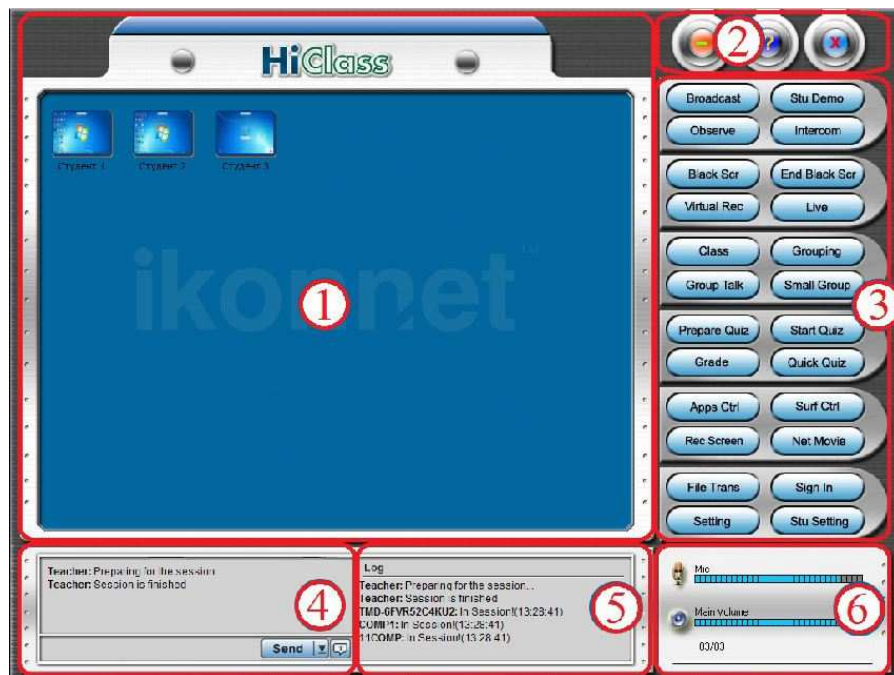 HiClass
2
?
x
Broadcast
Stu Demo
Observe
Intercom
Студент 1
Студент 2
Студент 3
Black Scr
End Black Scr
Virtual Rec
Live
ikonnet™
1
Class
Grouping
Group Talk
Small Group
3
Prepare Quiz
Start Quiz
Grade
Quick Quiz
Apps Ctrl
Surf Ctrl
Rec Screen
Net Movie
File Trans
Sign In
Setting
Stu Setting
Teacher: Preparing for the session
Teacher: Session is finished
4
Send
Log
Teacher: Preparing for the session...
Teacher: Session is finished
TMD-6FVR52C4KU2: In Session!(13:28:41)
COMP1: In Session!(13:28:41)
11COMP: In Session!(13:28:41)
5
Mic
Main Volume
6
03/03